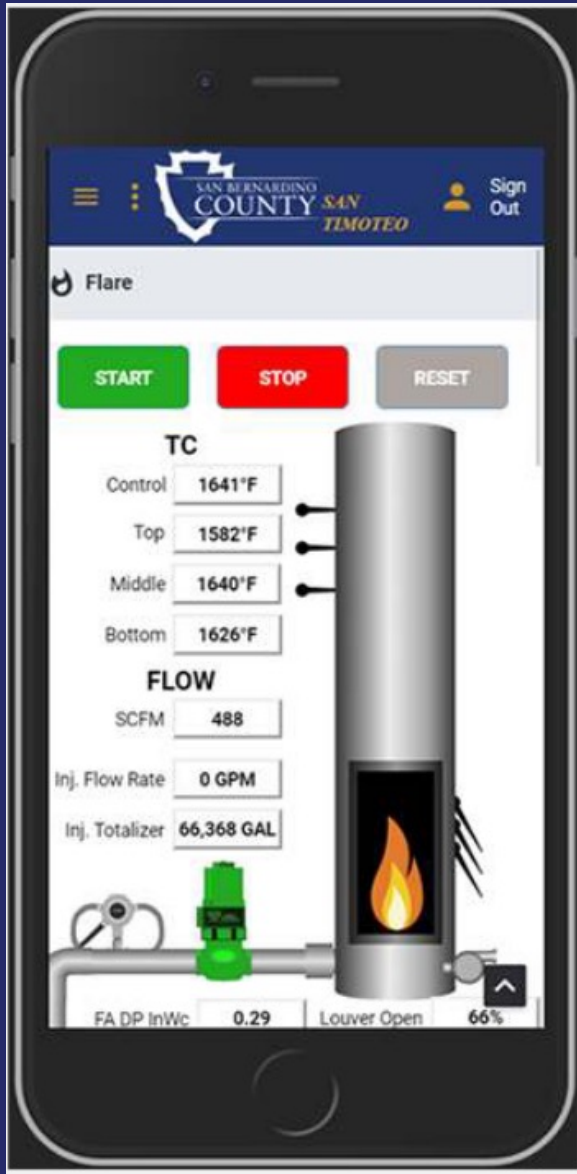 SAN BERNARDINO
COUNTY SAN
TIMOTEO
Sign
Out
Flare
START STOP RESET
TC
Control 1641°F
Top 1582°F
Middle 1640°F
Bottom 1626°F
FLOW
SCFM 488
Inj. Flow Rate 0 GPM
Inj. Totalizer 66,368 GAL
FA DP InWc 0.29 Louver Open 66%